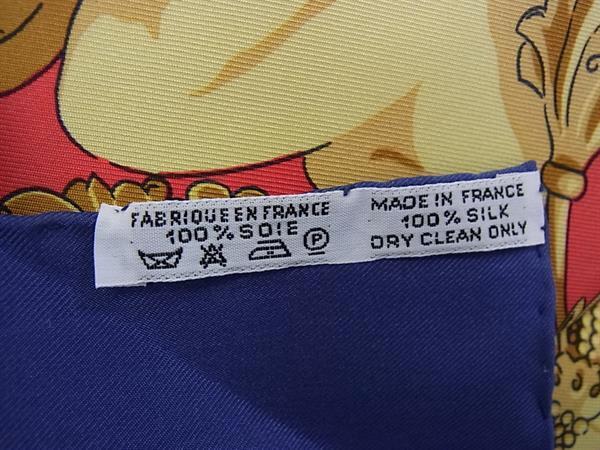 FABRIQUE EN FRANCE
100% SOIE
P
MADE IN FRANCE
100% SILK
DRY CLEAN ONLY